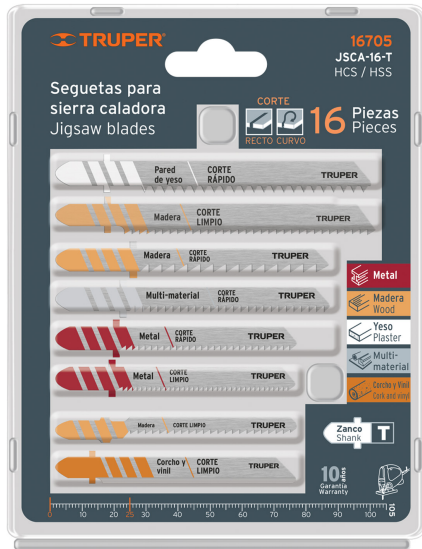 TRUPER
16705
JSCA-16-T
HCS / HSS
Seguetas para
sierra caladora
Jigsaw blades
CORTE
RECTO CURVO
16 Piezas
Pieces
Pared
de yeso
CORTE
RÁPIDO
TRUPER
Madera
CORTE
LIMPIO
TRUPER
Madera
CORTE
RÁPIDO
TRUPER
Multi-material
CORTE
RÁPIDO
TRUPER
Metal
CORTE
RÁPIDO
TRUPER
Metal
CORTE
LIMPIO
TRUPER
Madera
CORTE LIMPIO
TRUPER
Corcho y
vinil
CORTE
LIMPIO
TRUPER
Metal
Madera
Wood
Yeso
Plaster
Multi-
material
Corcho y Vinil
Cork and vinyl
Zanco
Shank
T
10 años
Garantía
Warranty
0 10 20 25 30 40 50 60 70 80 90 100 105